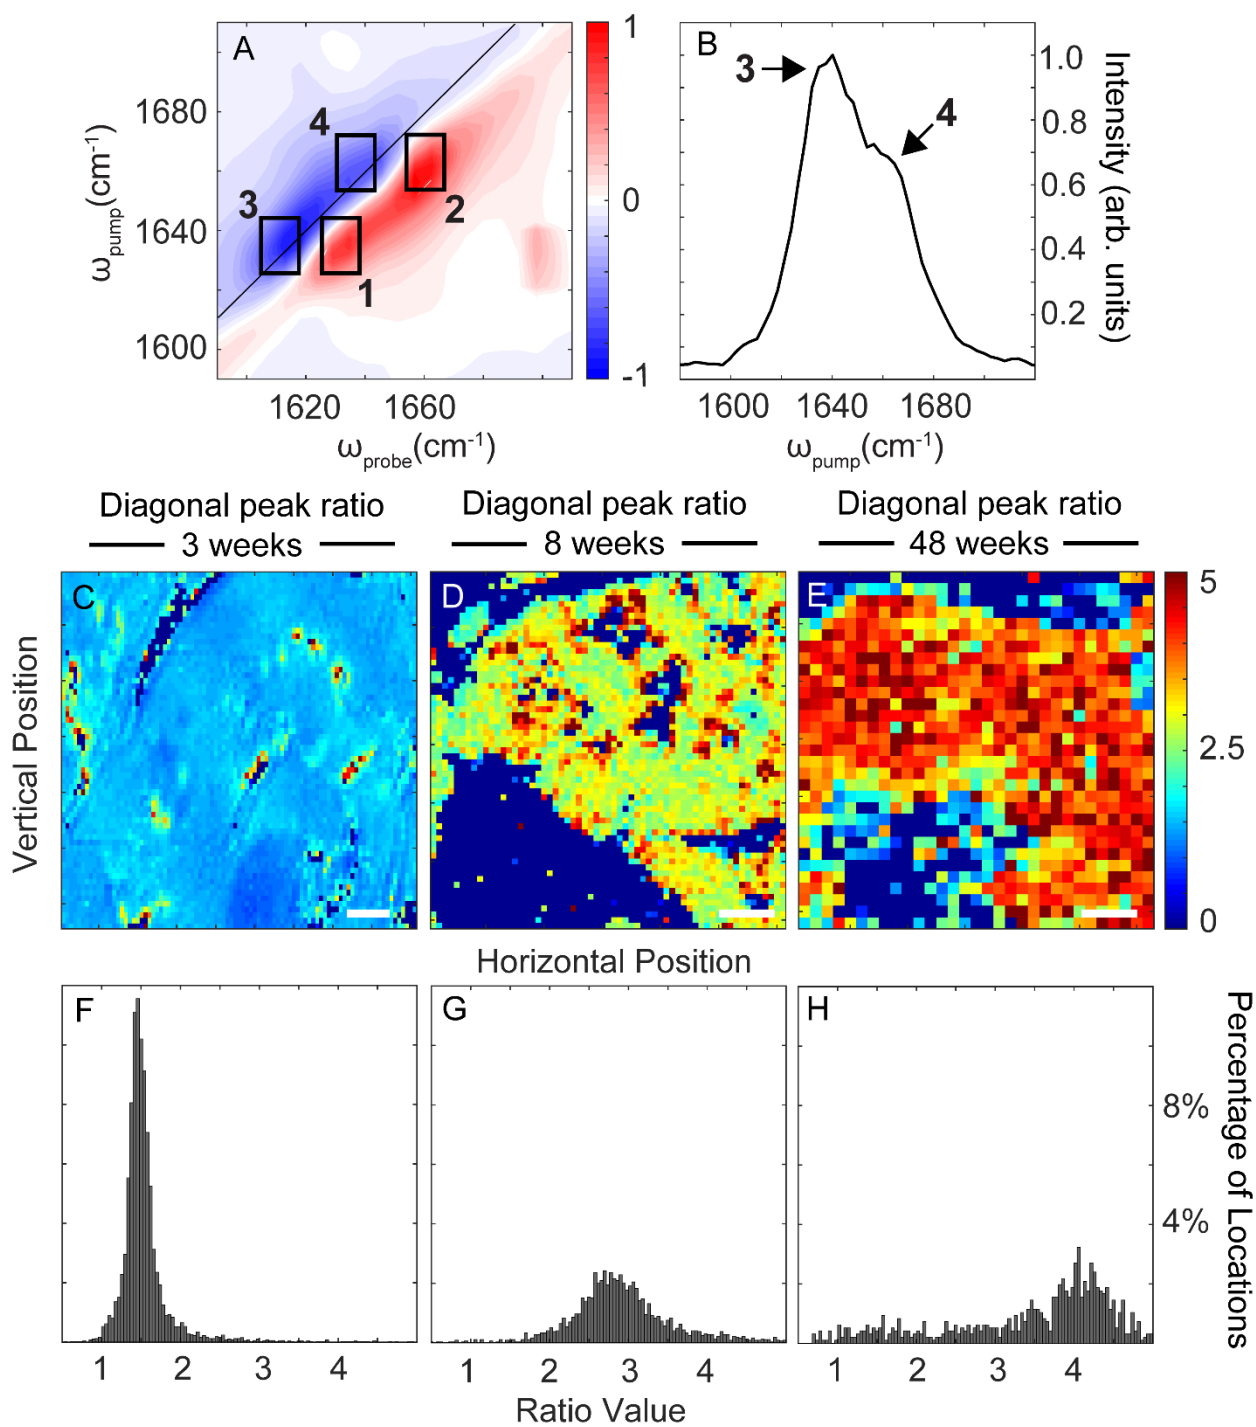 A
B
1680
1640
1600
ω_pump(cm⁻¹)
1620
1660
ω_probe(cm⁻¹)
4
3
2
1
1
0
-1
3
4
1.0
0.8
0.6
0.4
0.2
Intensity (arb. units)
1600
1640
1680
ω_pump(cm⁻¹)
Diagonal peak ratio
3 weeks
Diagonal peak ratio
8 weeks
Diagonal peak ratio
48 weeks
C
D
E
5
2.5
0
Vertical Position
Horizontal Position
F
G
H
8%
4%
Percentage of Locations
1 2 3 4
1 2 3 4
1 2 3 4
Ratio Value